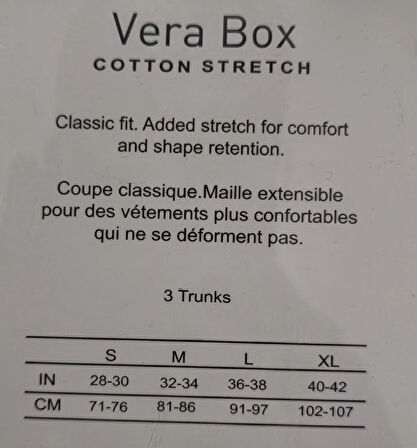 Vera Box
COTTON STRETCH
Classic fit. Added stretch for comfort
and shape retention.
Coupe classique.Maille extensible
pour des vétements plus confortables
qui ne se déforment pas.
3 Trunks
S M L XL
IN 28-30 32-34 36-38 40-42
CM 71-76 81-86 91-97 102-107